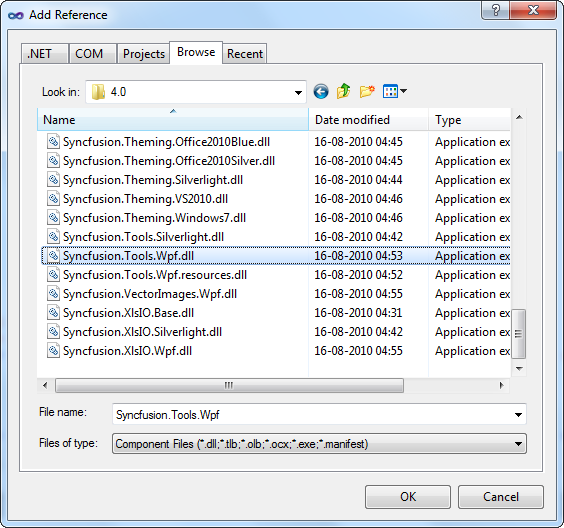 Add Reference
.NET COM Projects Browse Recent
Look in: 4.0
Name Date modified Type
Syncfusion.Theming.Office2010Blue.dll 16-08-2010 04:45 Application ex
Syncfusion.Theming.Office2010Silver.dll 16-08-2010 04:45 Application ex
Syncfusion.Theming.Silverlight.dll 16-08-2010 04:44 Application ex
Syncfusion.Theming.VS2010.dll 16-08-2010 04:46 Application ex
Syncfusion.Theming.Windows7.dll 16-08-2010 04:46 Application ex
Syncfusion.Tools.Silverlight.dll 16-08-2010 04:42 Application ex
Syncfusion.Tools.Wpf.dll 16-08-2010 04:53 Application ex
Syncfusion.Tools.Wpf.resources.dll 16-08-2010 04:52 Application ex
Syncfusion.VectorImages.Wpf.dll 16-08-2010 04:55 Application ex
Syncfusion.XlsIO.Base.dll 16-08-2010 04:31 Application ex
Syncfusion.XlsIO.Silverlight.dll 16-08-2010 04:42 Application ex
Syncfusion.XlsIO.Wpf.dll 16-08-2010 04:55 Application ex
File name: Syncfusion.Tools.Wpf
Files of type: Component Files (*.dll;*.tlb;*.olb;*.ocx;*.exe;*.manifest)
OK Cancel